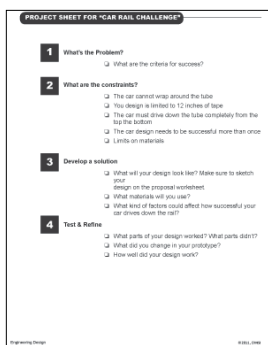 PROJECT SHEET FOR "CAR RAIL CHALLENGE"
1 What's the Problem?
❏ What are the criteria for success?
2 What are the constraints?
❏ The car cannot wrap around the tube
❏ You design is limited to 12 inches of tape
❏ The car must drive down the tube completely from the
top the bottom
❏ The car design needs to be successful more than once
❏ Limits on materials
3 Develop a solution
❏ What will your design look like? Make sure to sketch
your
design on the proposal worksheet.
❏ What materials will you use?
❏ What kind of factors could affect how successful your
car drives down the rail?
4 Test & Refine
❏ What parts of your design worked? What parts didn't?
❏ What did you change in your prototype?
❏ How well did your design work?
Engineering Design